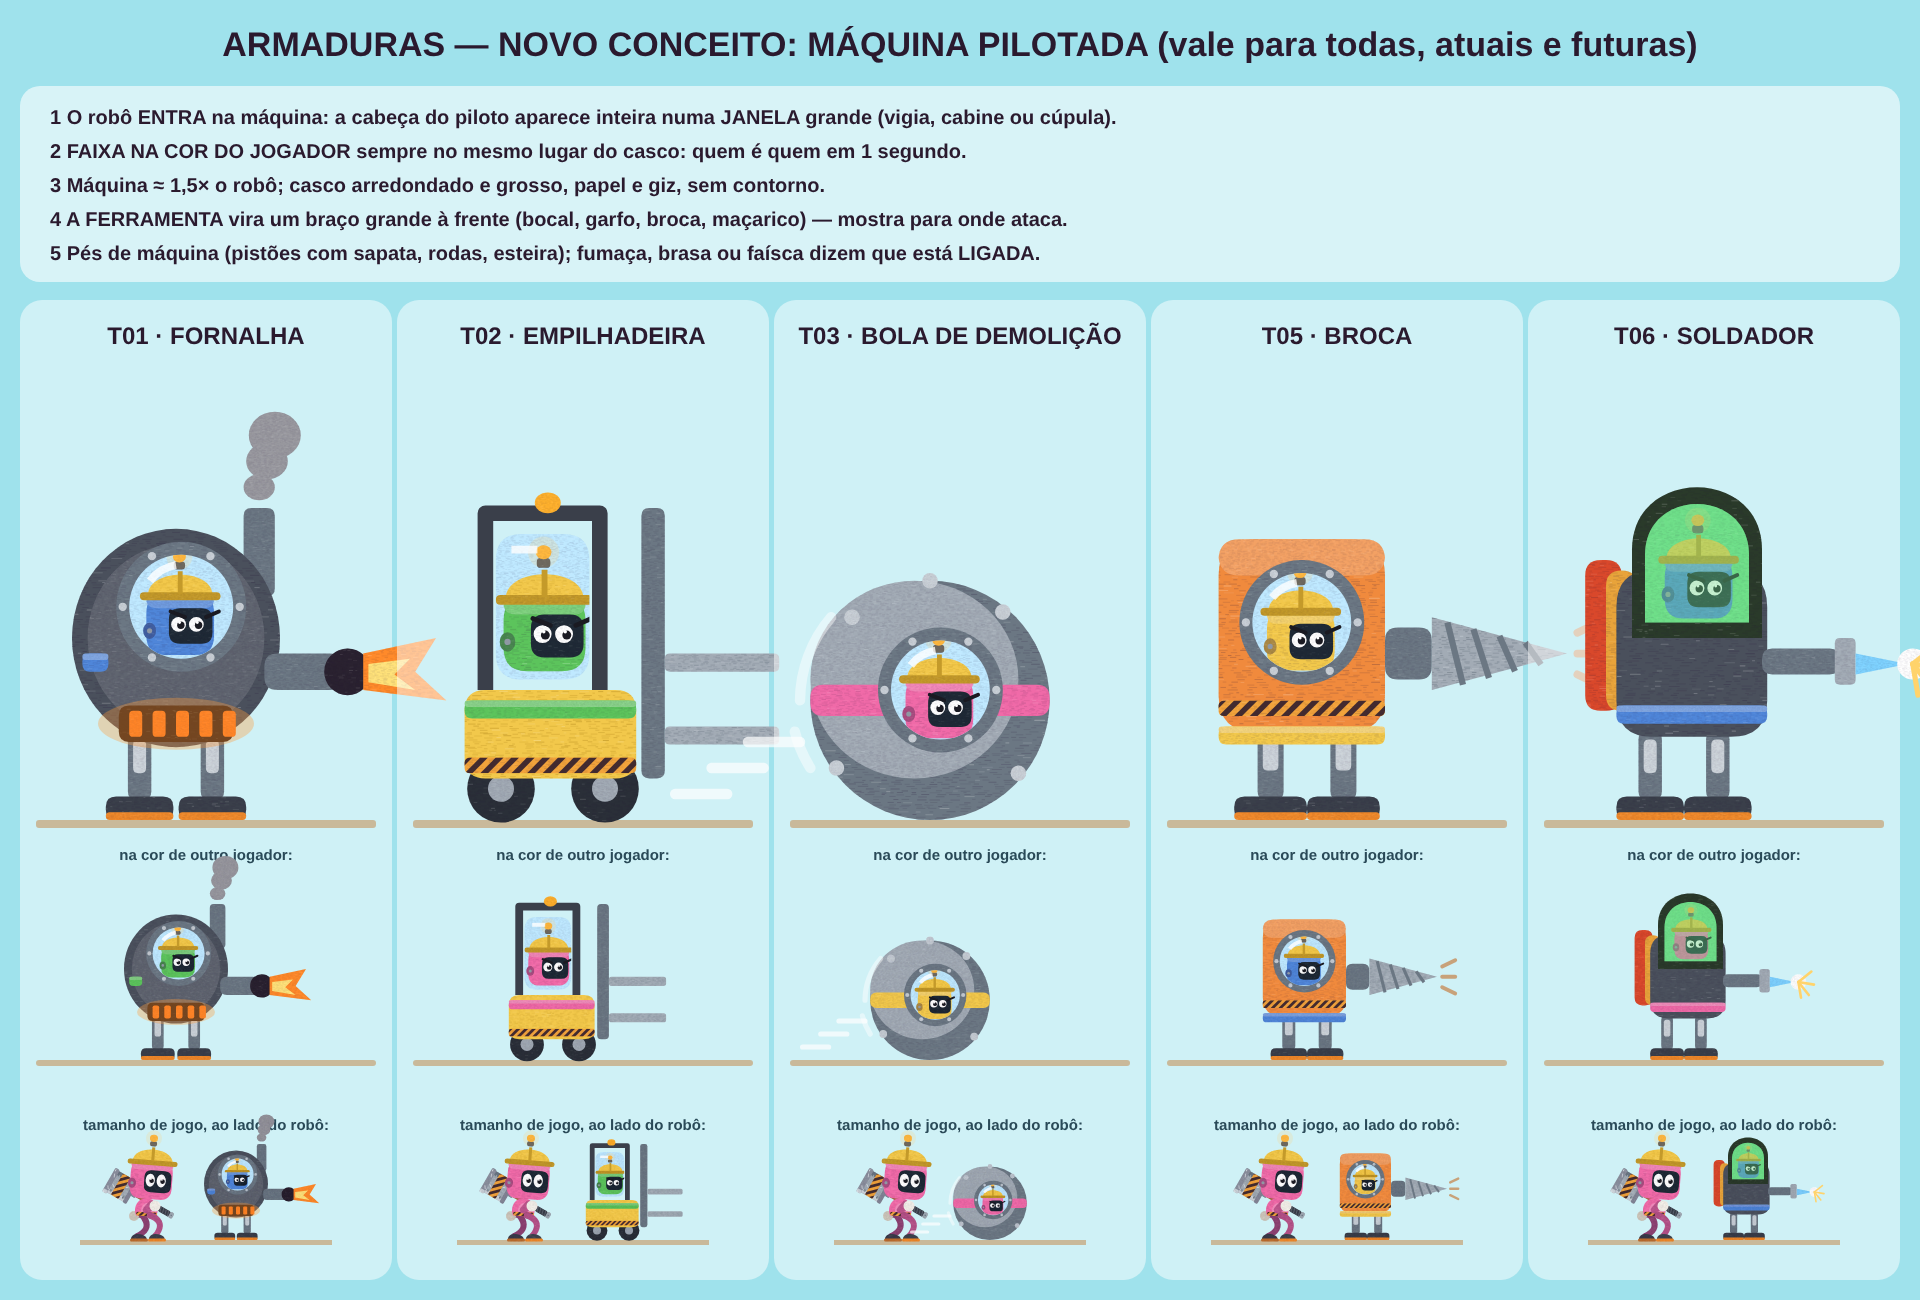 ARMADURAS — NOVO CONCEITO: MÁQUINA PILOTADA (vale para todas, atuais e futuras)
1 O robô ENTRA na máquina: a cabeça do piloto aparece inteira numa JANELA grande (vigia, cabine ou cúpula).
2 FAIXA NA COR DO JOGADOR sempre no mesmo lugar do casco: quem é quem em 1 segundo.
3 Máquina ≈ 1,5× o robô; casco arredondado e grosso, papel e giz, sem contorno.
4 A FERRAMENTA vira um braço grande à frente (bocal, garfo, broca, maçarico) — mostra para onde ataca.
5 Pés de máquina (pistões com sapata, rodas, esteira); fumaça, brasa ou faísca dizem que está LIGADA.
T01 · FORNALHA
T02 · EMPILHADEIRA
T03 · BOLA DE DEMOLIÇÃO
T05 · BROCA
T06 · SOLDADOR
na cor de outro jogador:
na cor de outro jogador:
na cor de outro jogador:
na cor de outro jogador:
na cor de outro jogador:
tamanho de jogo, ao lado do robô:
tamanho de jogo, ao lado do robô:
tamanho de jogo, ao lado do robô:
tamanho de jogo, ao lado do robô:
tamanho de jogo, ao lado do robô: